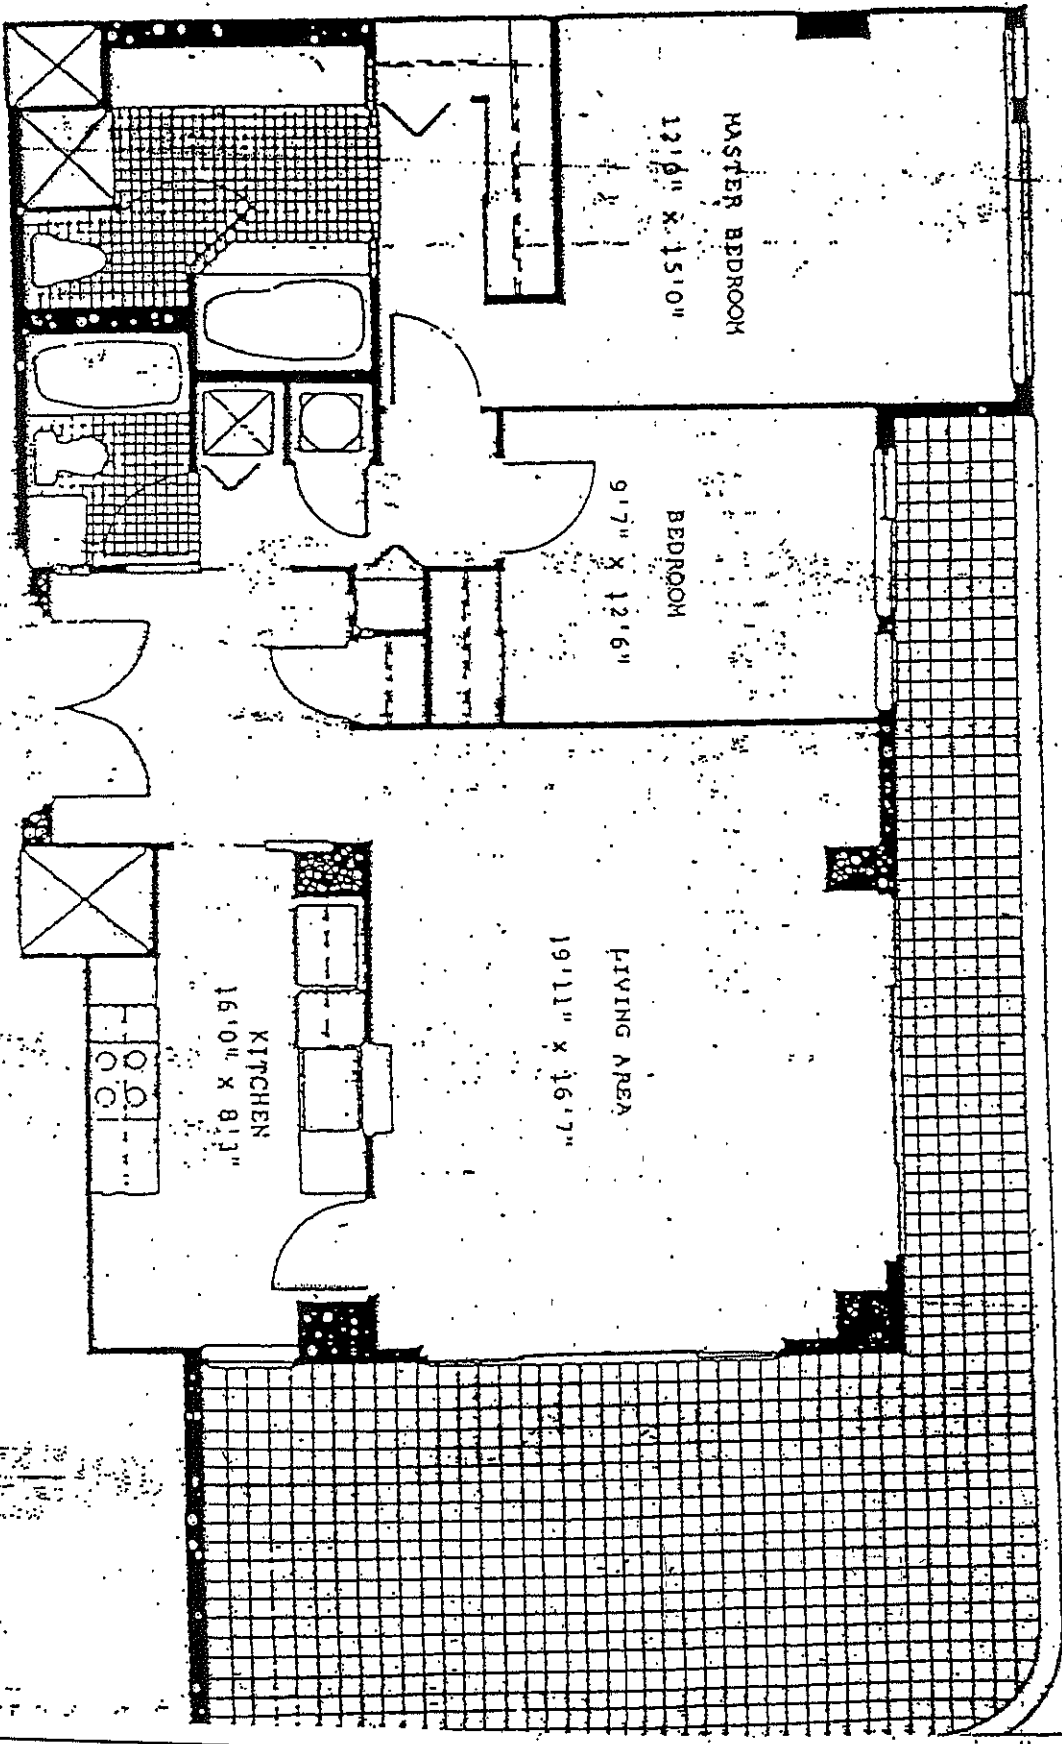 MASTER BEDROOM
12'0" X 15'0"
BEDROOM
9'7" X 12'6"
LIVING AREA
19'11" x 16'7"
KITCHEN
16'0" X 8'3"